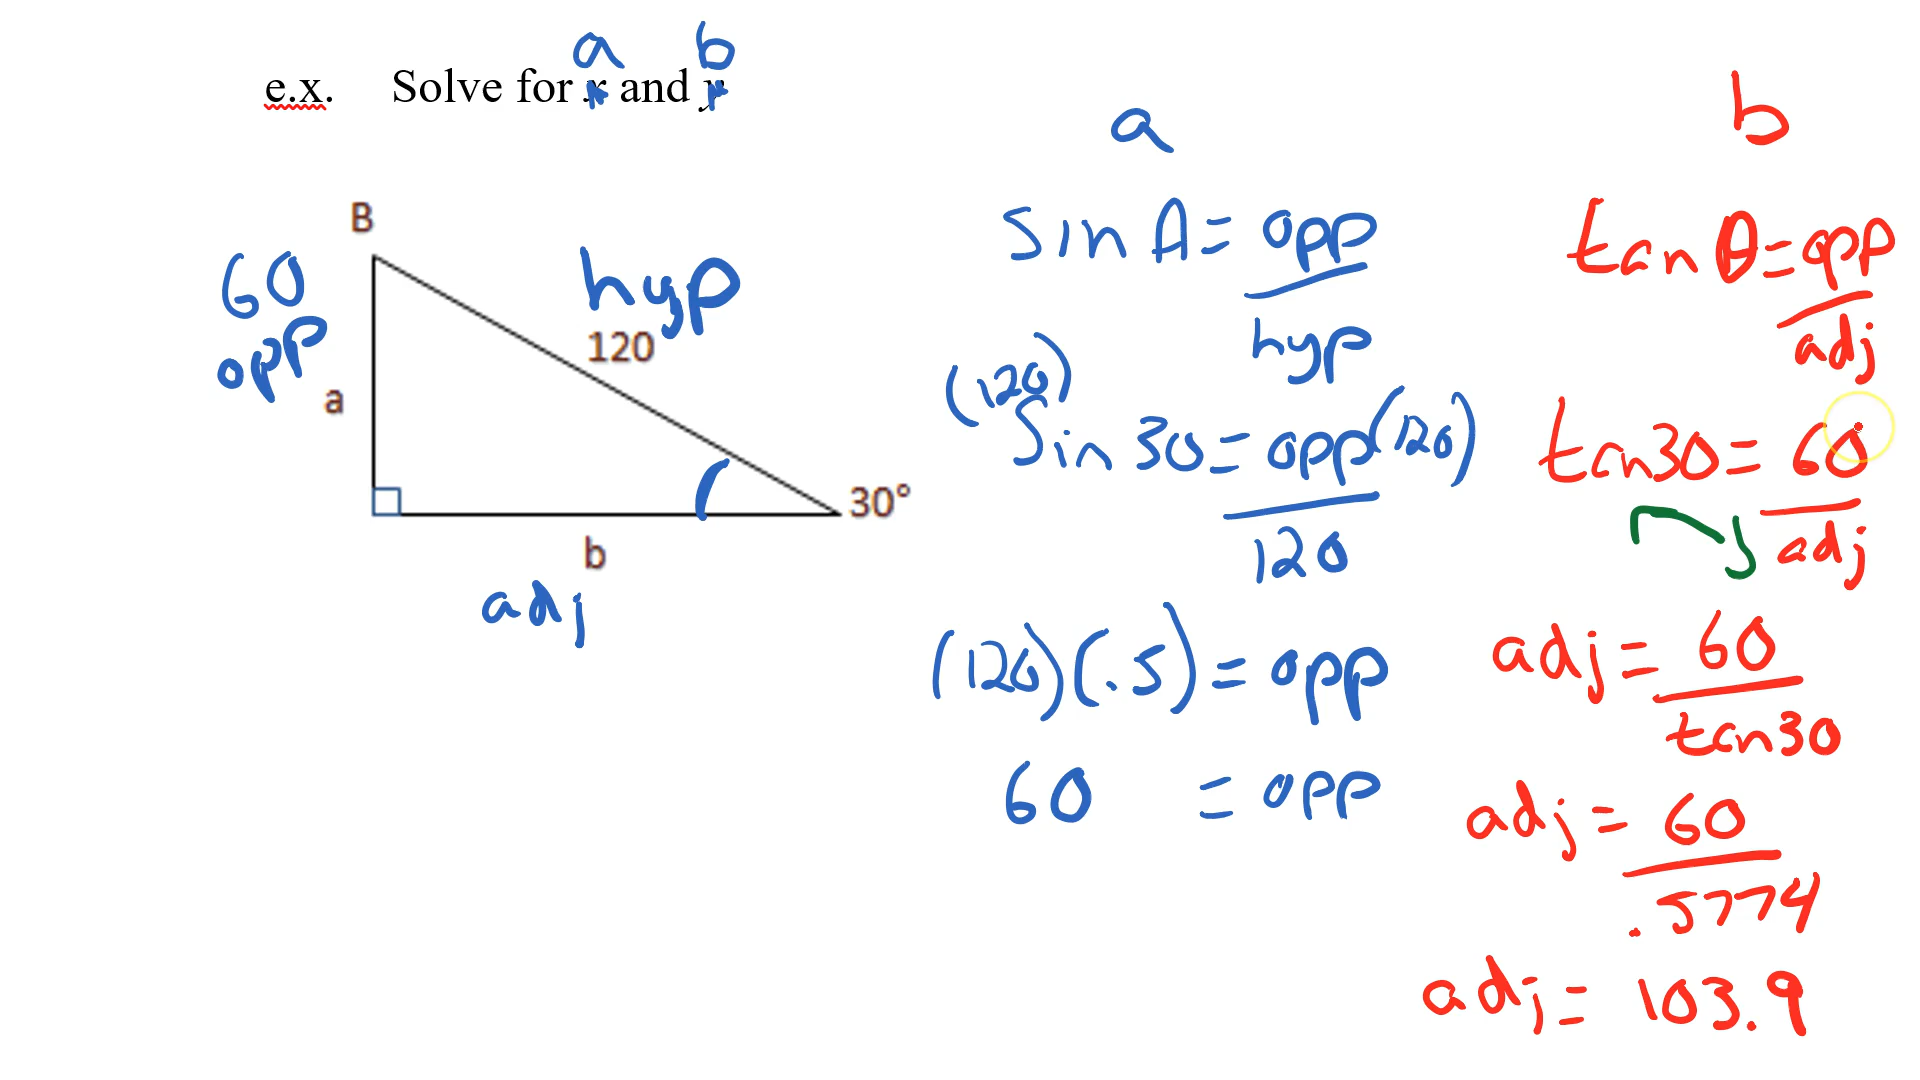 a b
e.x. Solve for x and y
B
60
opp
hyp
120
a
30°
b
adj
a
sin A = opp
hyp
(120)
Sin 30 = opp (120)
120
(120)(.5) = opp
60 = opp
b
tan θ = opp
adj
tan30 = 60
adj
adj = 60
tan30
adj = 60
.5774
adj = 103.9